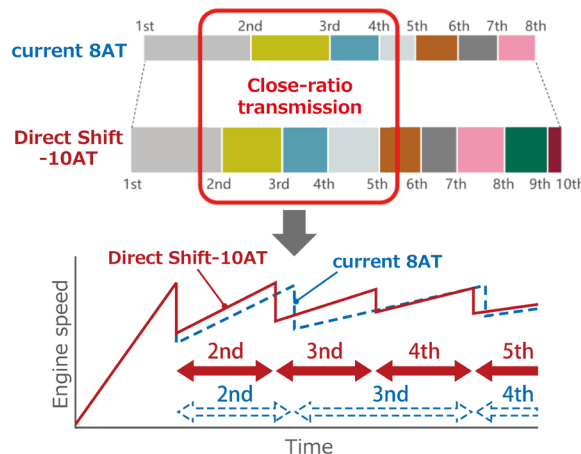 1st 2nd 3rd 4th 5th 6th 7th 8th
current 8AT
Close-ratio
transmission
Direct Shift
-10AT
1st 2nd 3rd 4th 5th 6th 7th 8th 9th 10th
Direct Shift-10AT
current 8AT
Engine speed
2nd 3rd 4th 5th
2nd 3rd 4th
Time